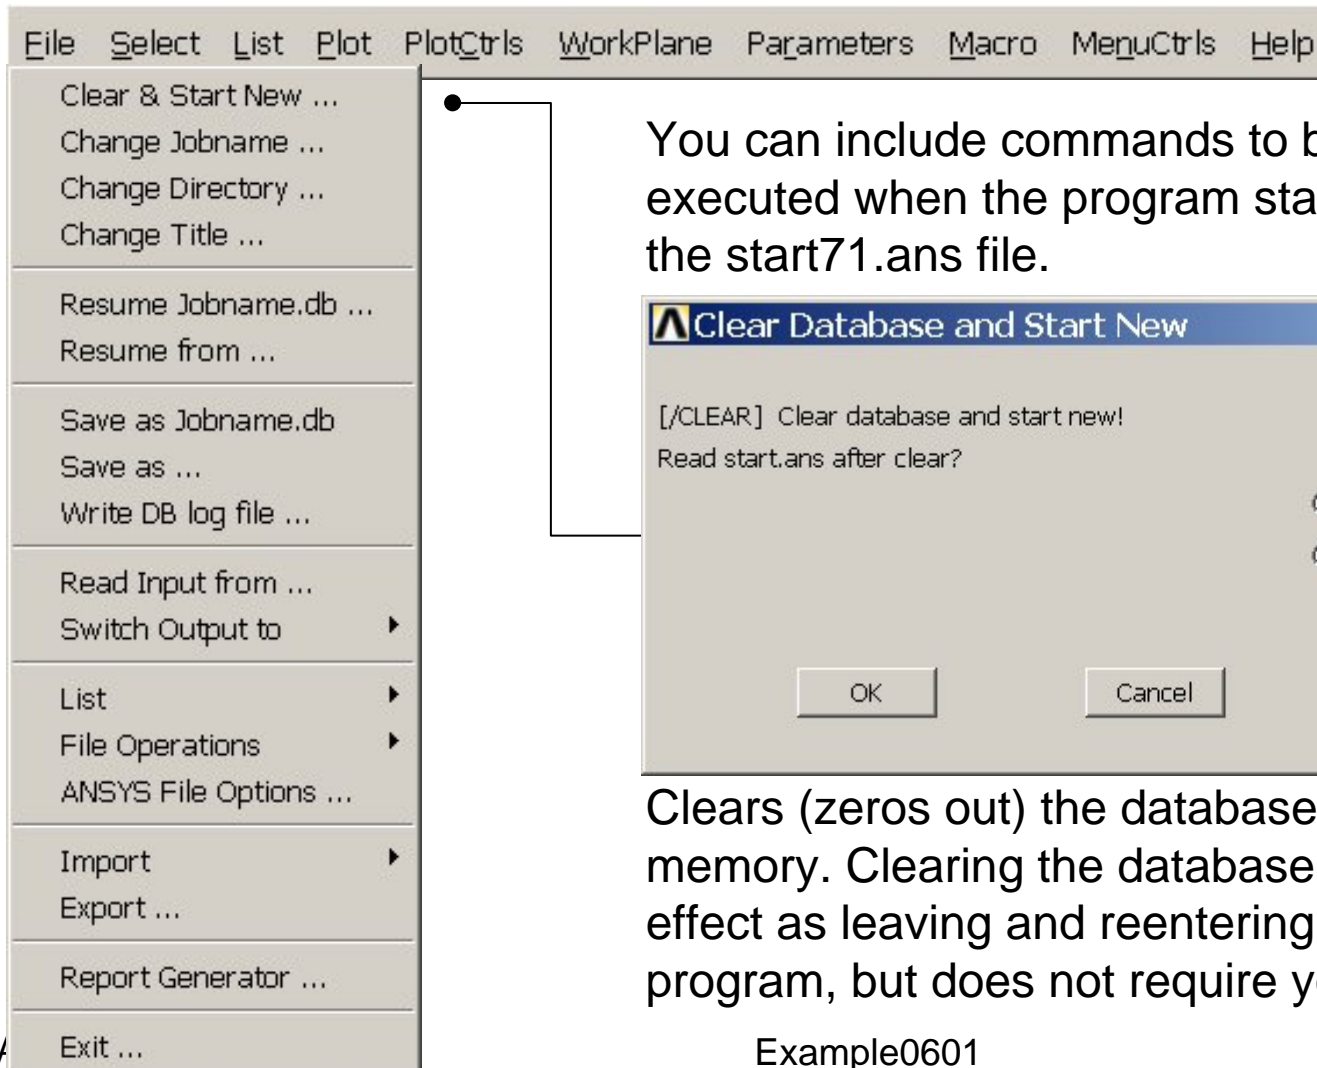 File Select List Plot PlotCtrls WorkPlane Parameters Macro MenuCtrls Help
Clear & Start New ...
Change Jobname ...
Change Directory ...
Change Title ...
Resume Jobname.db ...
Resume from ...
Save as Jobname.db
Save as ...
Write DB log file ...
Read Input from ...
Switch Output to
List
File Operations
ANSYS File Options ...
Import
Export ...
Report Generator ...
Exit ...
You can include commands to b
executed when the program sta
the start71.ans file.
Clear Database and Start New
[/CLEAR] Clear database and start new!
Read start.ans after clear?
OK Cancel
Clears (zeros out) the database
memory. Clearing the database
effect as leaving and reentering
program, but does not require y
Example0601